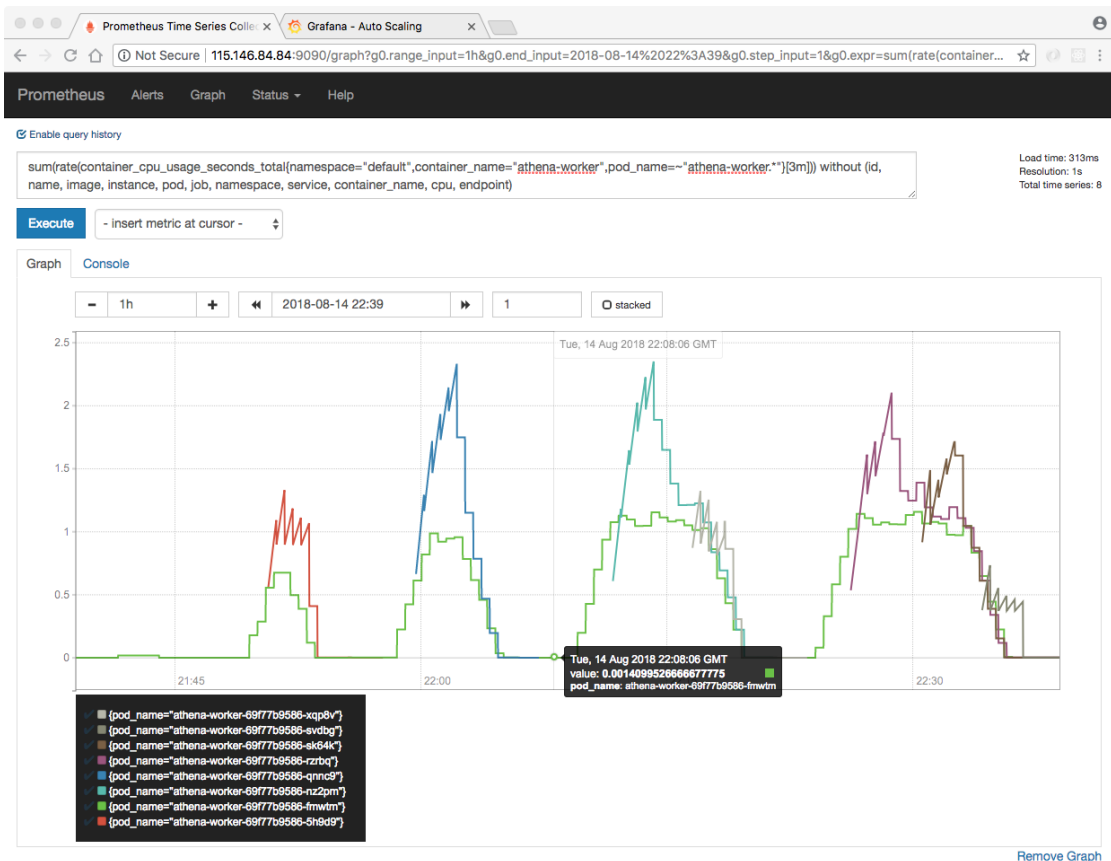 Prometheus Time Series Collec
Grafana - Auto Scaling
Not Secure | 115.146.84.84:9090/graph?g0.range_input=1h&g0.end_input=2018-08-14%2022%3A39&g0.step_input=1&g0.expr=sum(rate(container...
Prometheus Alerts Graph Status Help
Enable query history
sum(rate(container_cpu_usage_seconds_total{namespace="default",container_name="athena-worker",pod_name=~"athena-worker.*"}[3m])) without (id,
name, image, instance, pod, job, namespace, service, container_name, cpu, endpoint)
Load time: 313ms
Resolution: 1s
Total time series: 8
Execute
- insert metric at cursor -
Graph Console
- 1h + 2018-08-14 22:39 1 stacked
Tue, 14 Aug 2018 22:08:06 GMT
2.5
2
1.5
1
0.5
0
Tue, 14 Aug 2018 22:08:06 GMT
value: 0.0014099526666677775
pod_name: athena-worker-69f77b9586-fmwtm
21:45 22:00 22:30
{pod_name="athena-worker-69f77b9586-xqp8v"}
{pod_name="athena-worker-69f77b9586-svdbg"}
{pod_name="athena-worker-69f77b9586-sk64k"}
{pod_name="athena-worker-69f77b9586-rzrbq"}
{pod_name="athena-worker-69f77b9586-qnnc9"}
{pod_name="athena-worker-69f77b9586-nz2pm"}
{pod_name="athena-worker-69f77b9586-fmwtm"}
{pod_name="athena-worker-69f77b9586-5h9d9"}
Remove Graph